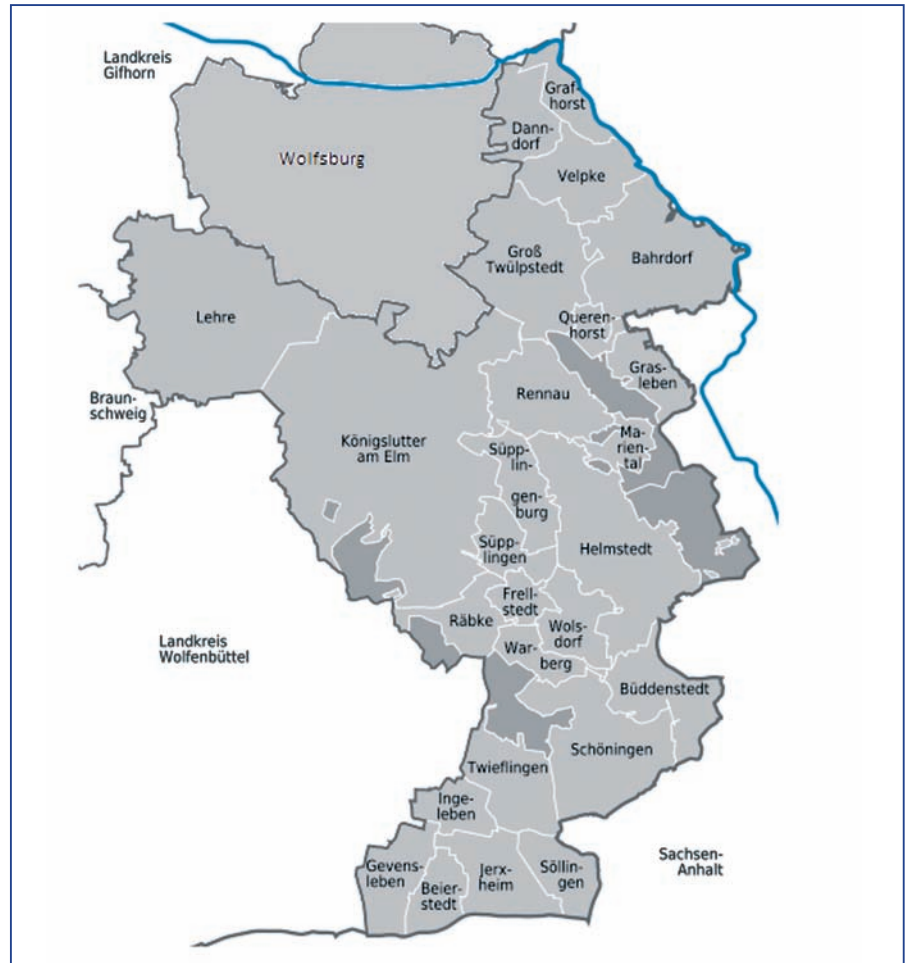 Landkreis
Gifhorn
Graf-
horst
Dann-
dorf
Wolfsburg
Velpke
Groß
Twülpstedt
Bahrdorf
Lehre
Queren-
horst
Gras-
leben
Rennau
Braun-
schweig
Königslutter
am Elm
Ma-
rien-
tal
Süpp-
lin-
gen-
burg
Süpp-
lingen
Helmstedt
Frell-
stedt
Räbke
Wols-
dorf
War-
berg
Landkreis
Wolfenbüttel
Büddenstedt
Schöningen
Twieflingen
Inge-
leben
Sachsen-
Anhalt
Gevens-
leben
Beier-
stedt
Jerx-
heim
Söllin-
gen